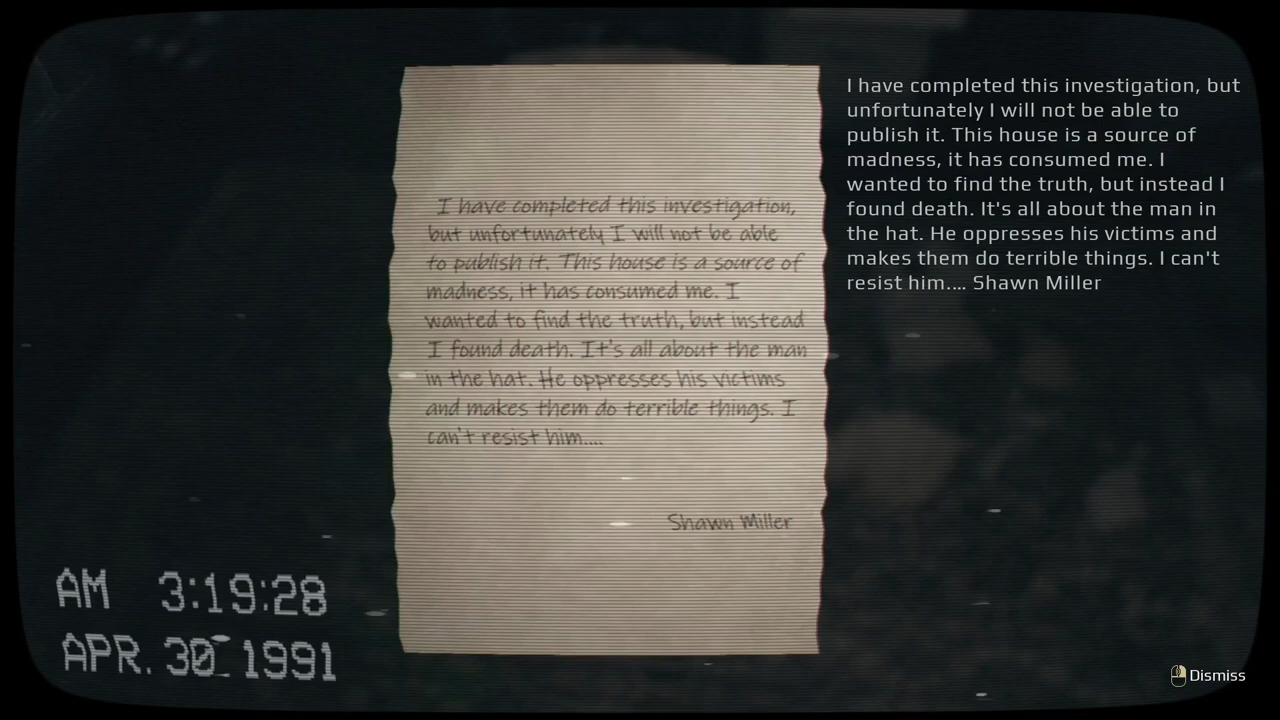 I have completed this investigation,
but unfortunately I will not be able
to publish it. This house is a source of
madness, it has consumed me. I
wanted to find the truth, but instead
I found death. It's all about the man
in the hat. He oppresses his victims
and makes them do terrible things. I
can't resist him....
Shawn Miller
I have completed this investigation, but
unfortunately I will not be able to
publish it. This house is a source of
madness, it has consumed me. I
wanted to find the truth, but instead I
found death. It's all about the man in
the hat. He oppresses his victims and
makes them do terrible things. I can't
resist him.... Shawn Miller
AM 3:19:28
APR. 30 1991
Dismiss